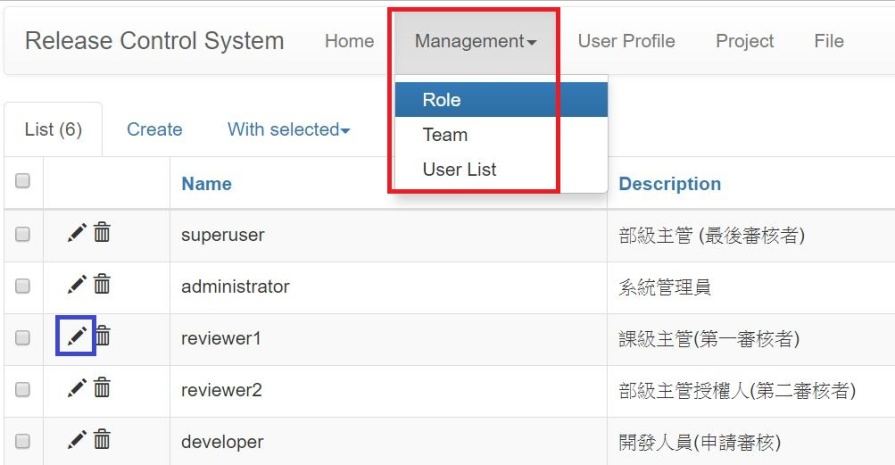 Release Control System Home Management User Profile Project File
Role
Team
User List
List (6) Create With selected
Name Description
superuser 部級主管 (最後審核者)
administrator 系統管理員
reviewer1 課級主管(第一審核者)
reviewer2 部級主管授權人(第二審核者)
developer 開發人員(申請審核)